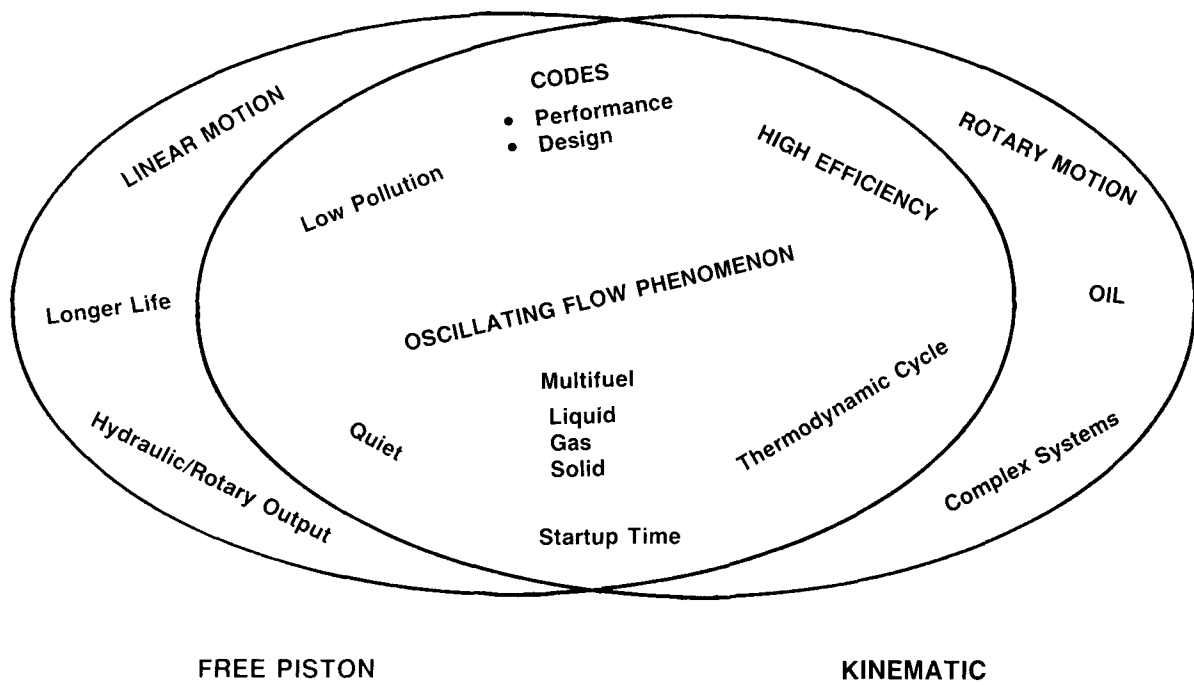 CODES
• Performance
• Design
LINEAR MOTION
Low Pollution
HIGH EFFICIENCY
ROTARY MOTION
Longer Life
OSCILLATING FLOW PHENOMENON
OIL
Multifuel
Liquid
Gas
Solid
Quiet
Thermodynamic Cycle
Hydraulic/Rotary Output
Complex Systems
Startup Time
FREE PISTON
KINEMATIC